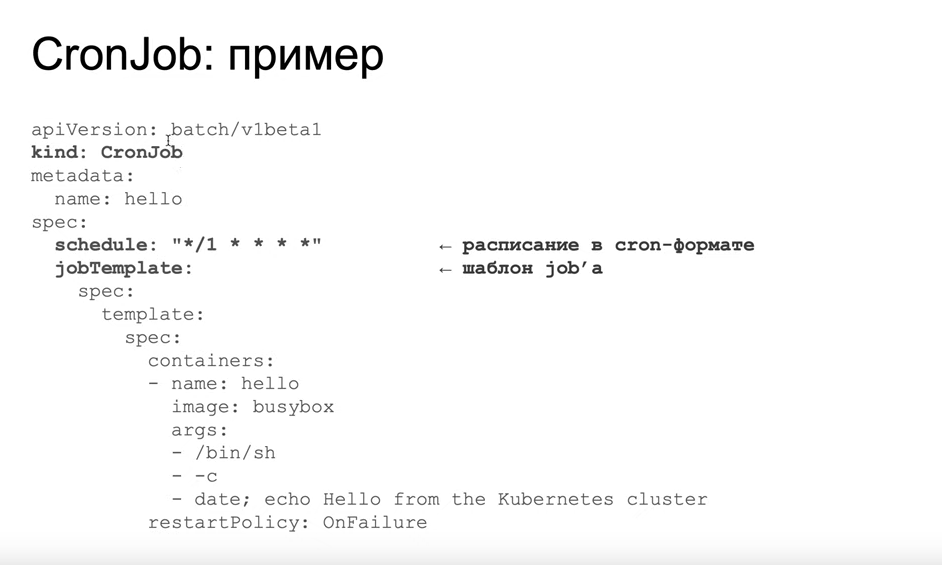 CronJob: пример
apiVersion: batch/v1beta1
kind: CronJob
metadata:
  name: hello
spec:
  schedule: "*/1 * * * *" ← расписание в cron-формате
  jobTemplate: ← шаблон job’а
    spec:
      template:
        spec:
          containers:
          - name: hello
            image: busybox
            args:
            - /bin/sh
            - -c
            - date; echo Hello from the Kubernetes cluster
          restartPolicy: OnFailure